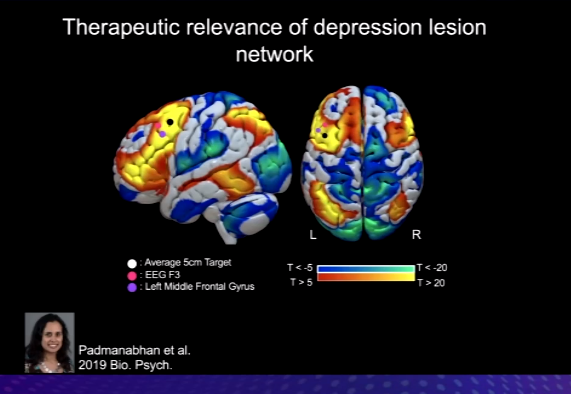 Therapeutic relevance of depression lesion
network
L
R
: Average 5cm Target
: EEG F3
: Left Middle Frontal Gyrus
T < -5
T < -20
T > 5
T > 20
Padmanabhan et al.
2019 Bio. Psych.